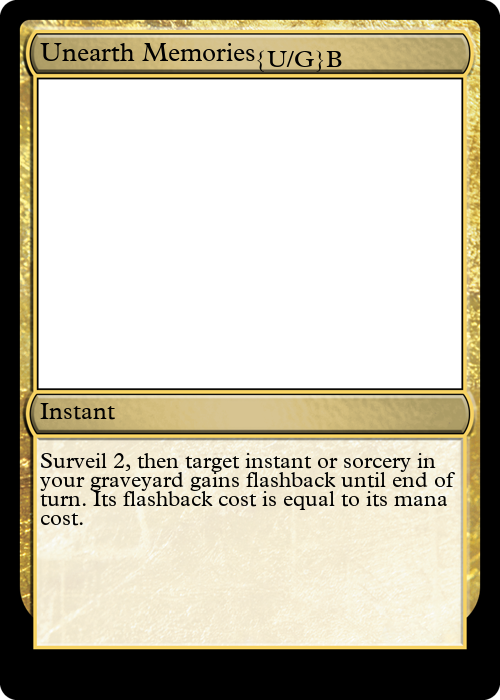 Unearth Memories{U/G}B
Instant
Surveil 2, then target instant or sorcery in
your graveyard gains flashback until end of
turn. Its flashback cost is equal to its mana
cost.